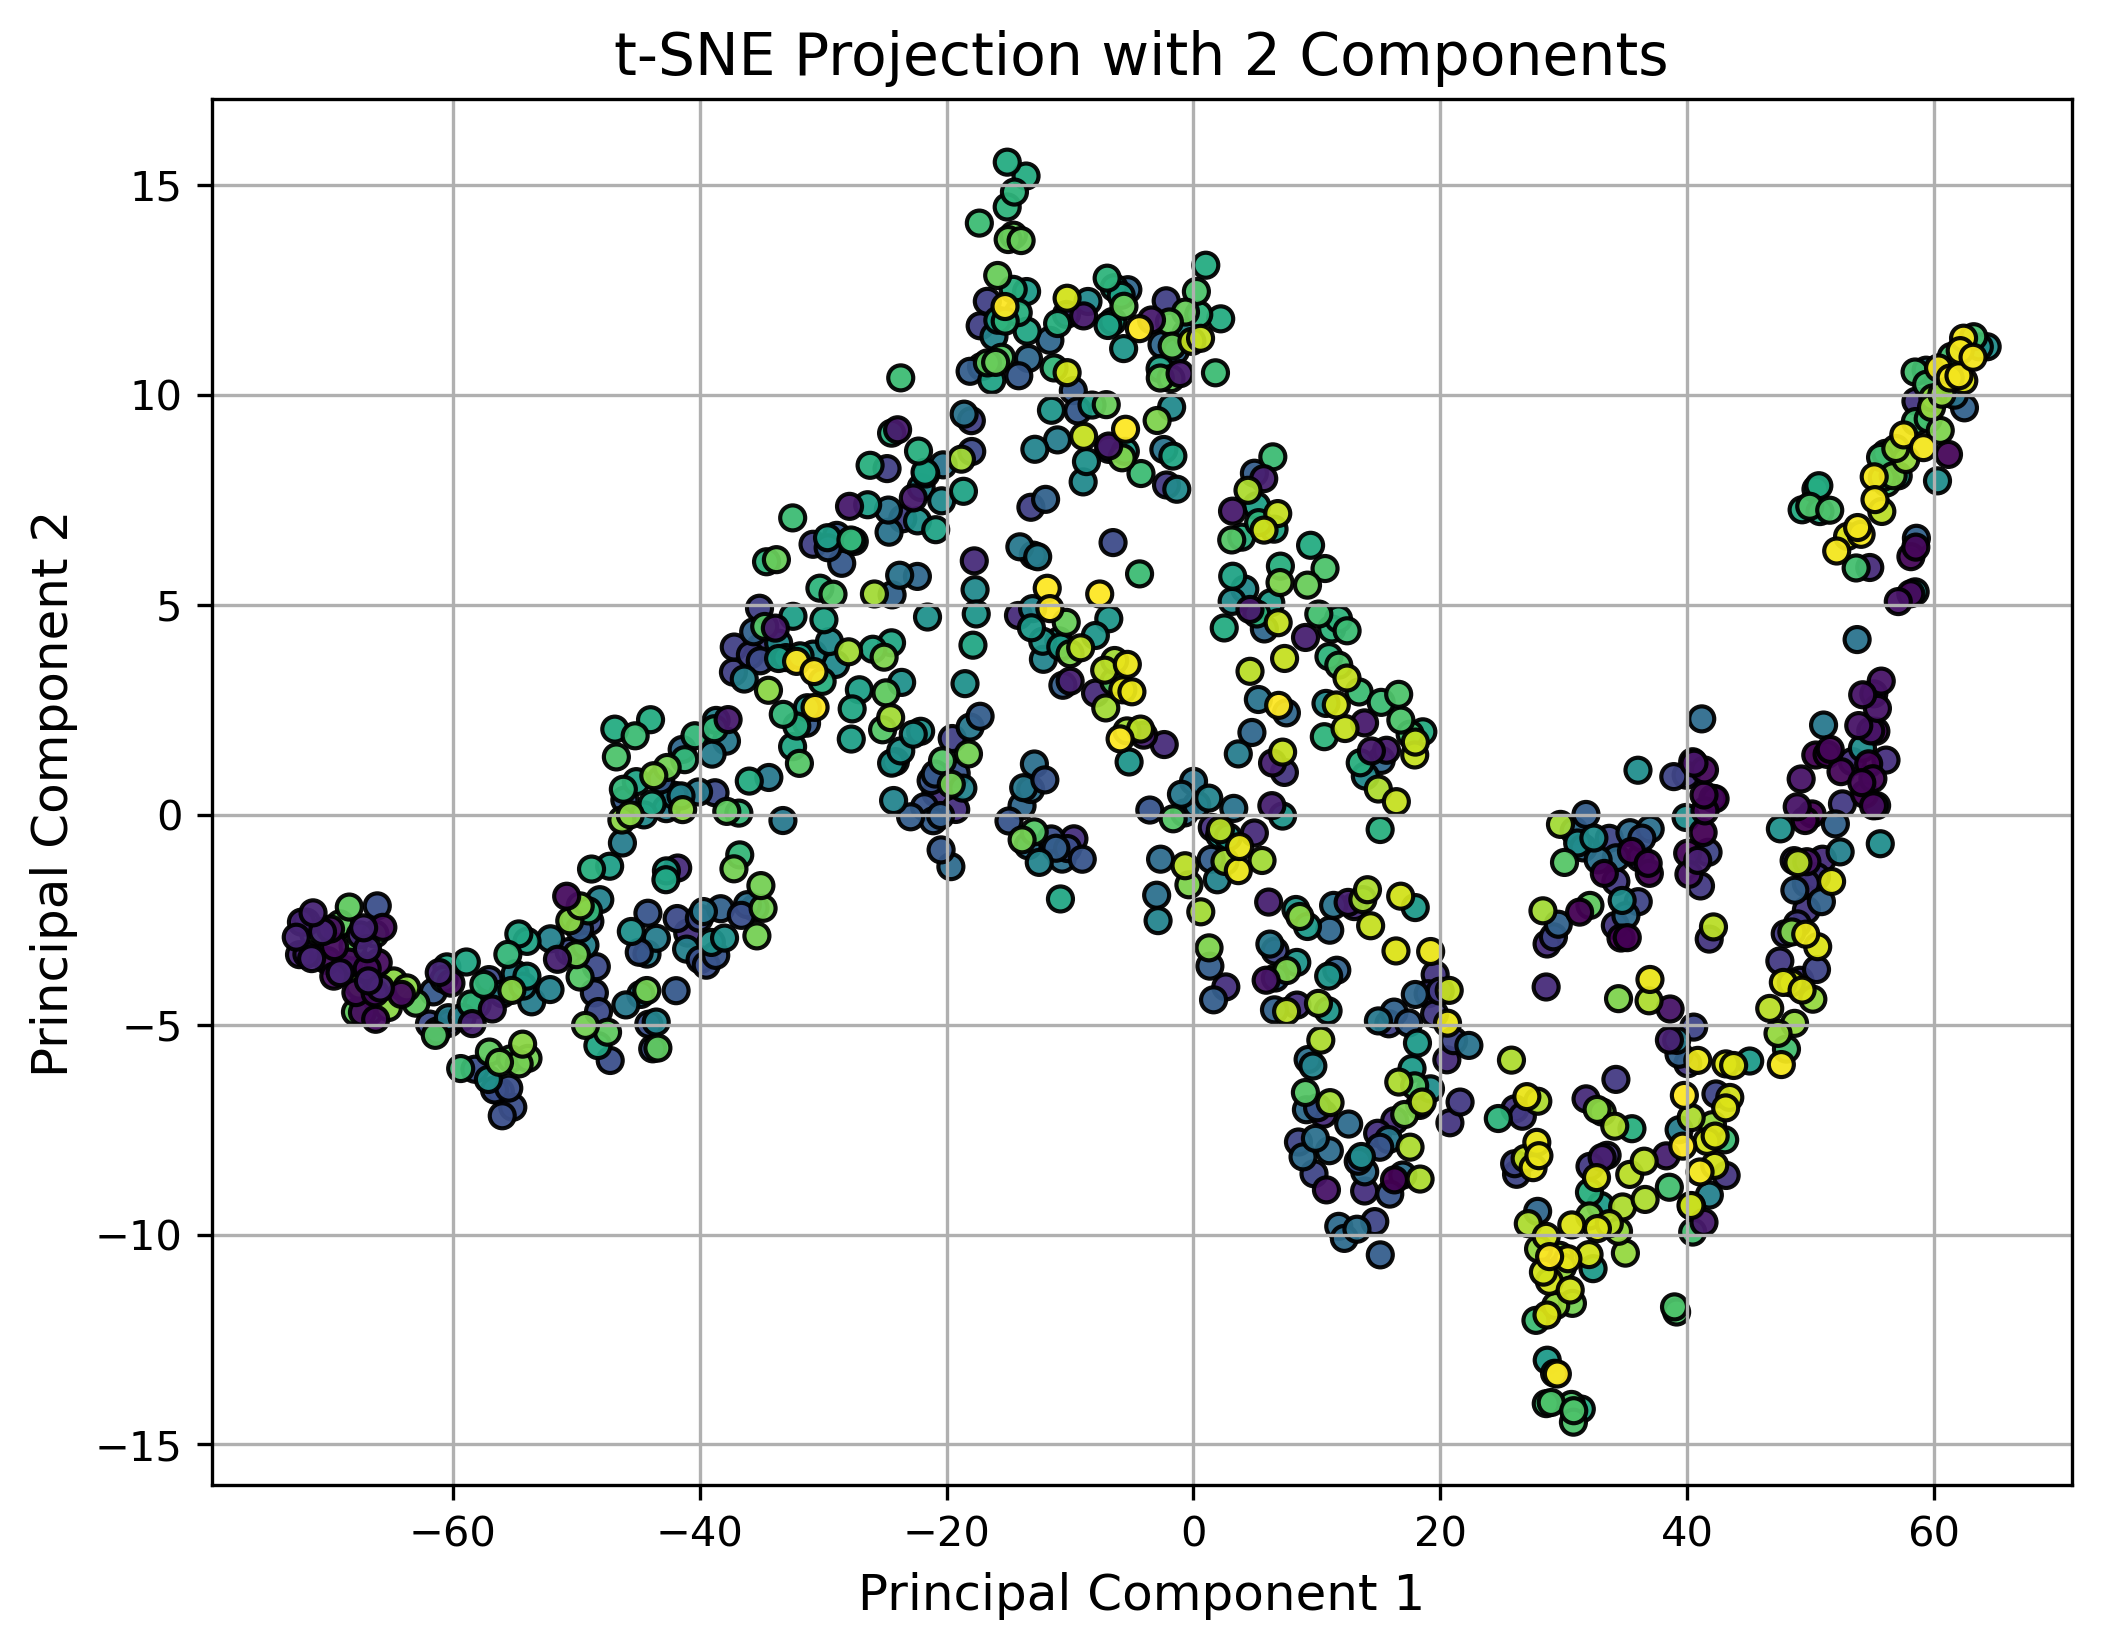 t-SNE Projection with 2 Components
15
10
5
0
−5
−10
−15
Principal Component 2
−60 −40 −20 0 20 40 60
Principal Component 1